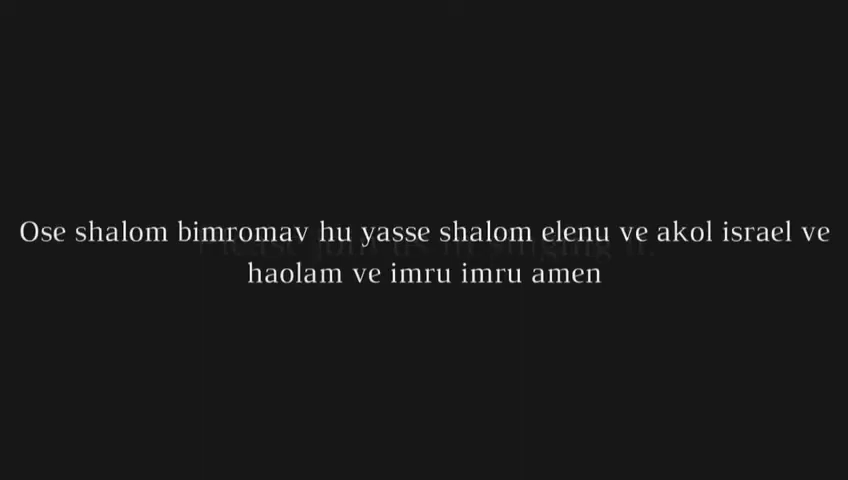 Ose shalom bimromav hu yasse shalom elenu ve akol israel ve
haolam ve imru imru amen